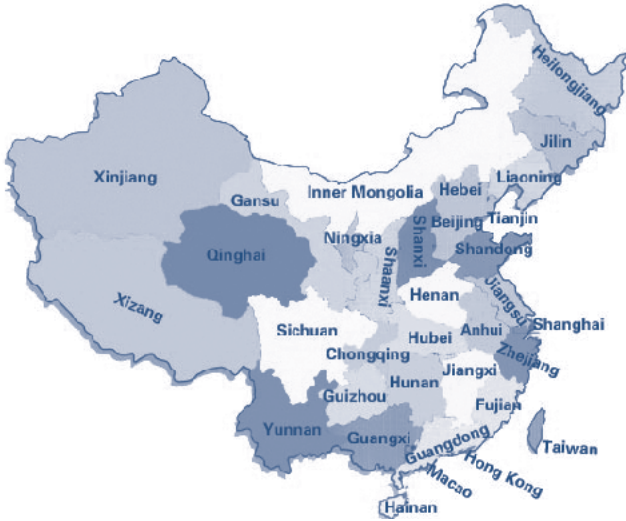 Heilongjiang
Jilin
Liaoning
Xinjiang
Gansu
Inner Mongolia
Hebei
Beijing
Tianjin
Ningxia
Shanxi
Shandong
Qinghai
Shaanxi
Xizang
Henan
Jiangsu
Sichuan
Anhui
Shanghai
Hubei
Chongqing
Zhejiang
Jiangxi
Hunan
Guizhou
Fujian
Yunnan
Guangxi
Guangdong
Taiwan
Hong Kong
Macao
Hainan